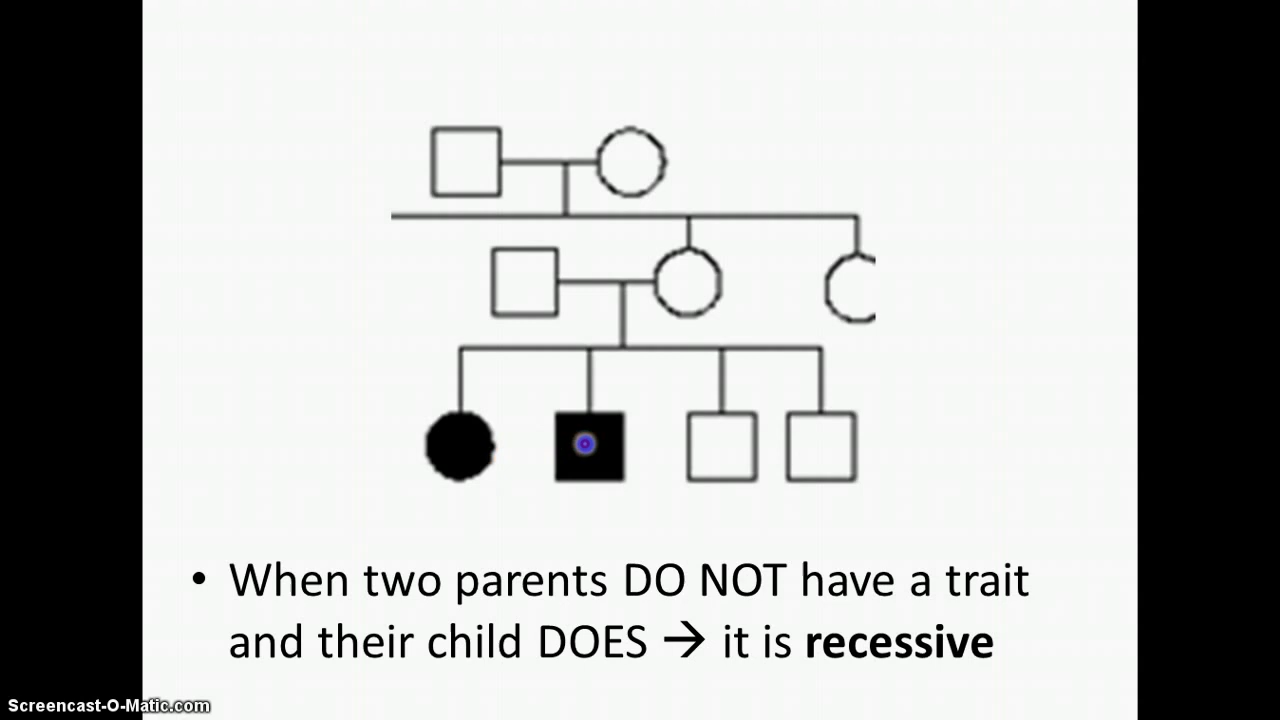 • When two parents DO NOT have a trait
and their child DOES → it is recessive
Screencast-O-Matic.com